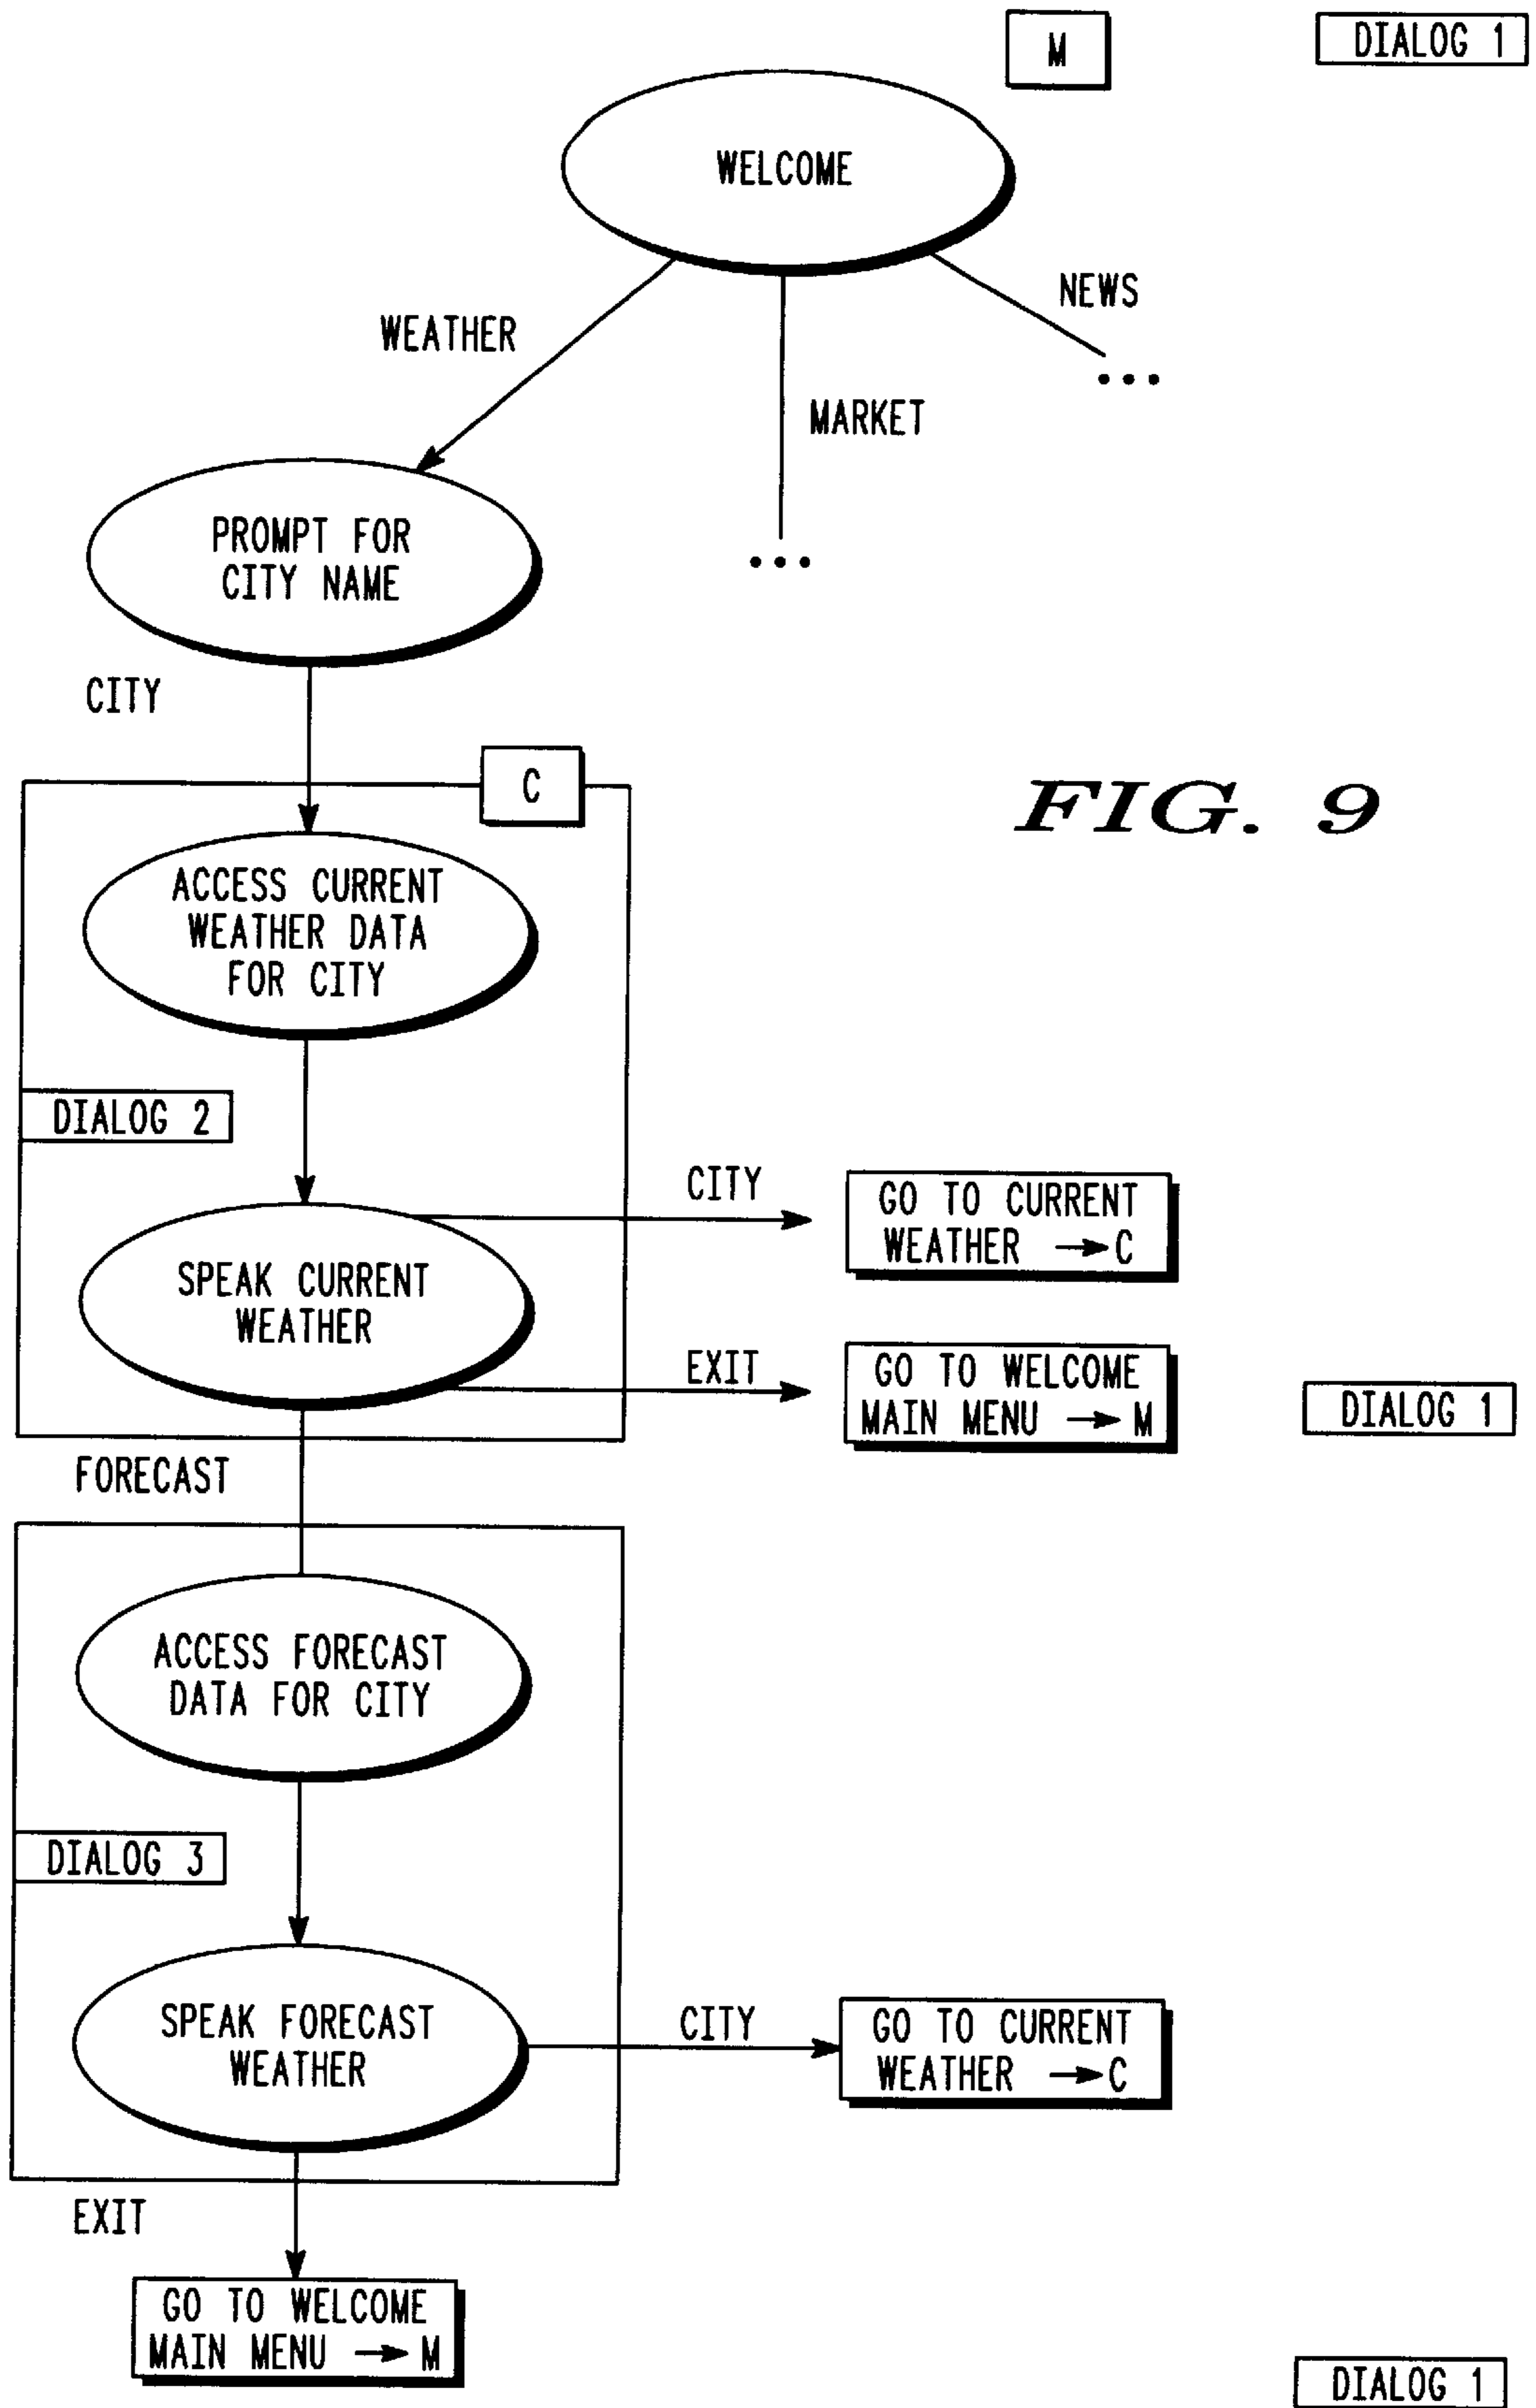 M
DIALOG 1
WELCOME
NEWS
WEATHER
MARKET
...
...
PROMPT FOR
CITY NAME
CITY
C
FIG. 9
ACCESS CURRENT
WEATHER DATA
FOR CITY
DIALOG 2
CITY
GO TO CURRENT
WEATHER → C
SPEAK CURRENT
WEATHER
EXIT
GO TO WELCOME
MAIN MENU → M
DIALOG 1
FORECAST
ACCESS FORECAST
DATA FOR CITY
DIALOG 3
SPEAK FORECAST
WEATHER
CITY
GO TO CURRENT
WEATHER → C
EXIT
GO TO WELCOME
MAIN MENU → M
DIALOG 1